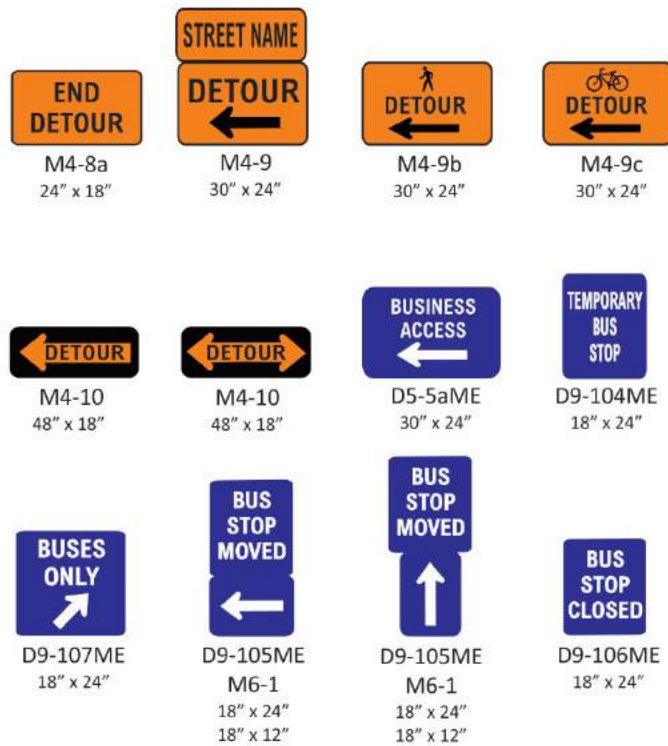 STREET NAME
END
DETOUR
DETOUR
DETOUR
DETOUR
M4-8a
24" x 18"
M4-9
30" x 24"
M4-9b
30" x 24"
M4-9c
30" x 24"
DETOUR
DETOUR
BUSINESS
ACCESS
TEMPORARY
BUS
STOP
M4-10
48" x 18"
M4-10
48" x 18"
D5-5aME
30" x 24"
D9-104ME
18" x 24"
BUSES
ONLY
BUS
STOP
MOVED
BUS
STOP
MOVED
BUS
STOP
CLOSED
D9-107ME
18" x 24"
D9-105ME
M6-1
18" x 24"
18" x 12"
D9-105ME
M6-1
18" x 24"
18" x 12"
D9-106ME
18" x 24"